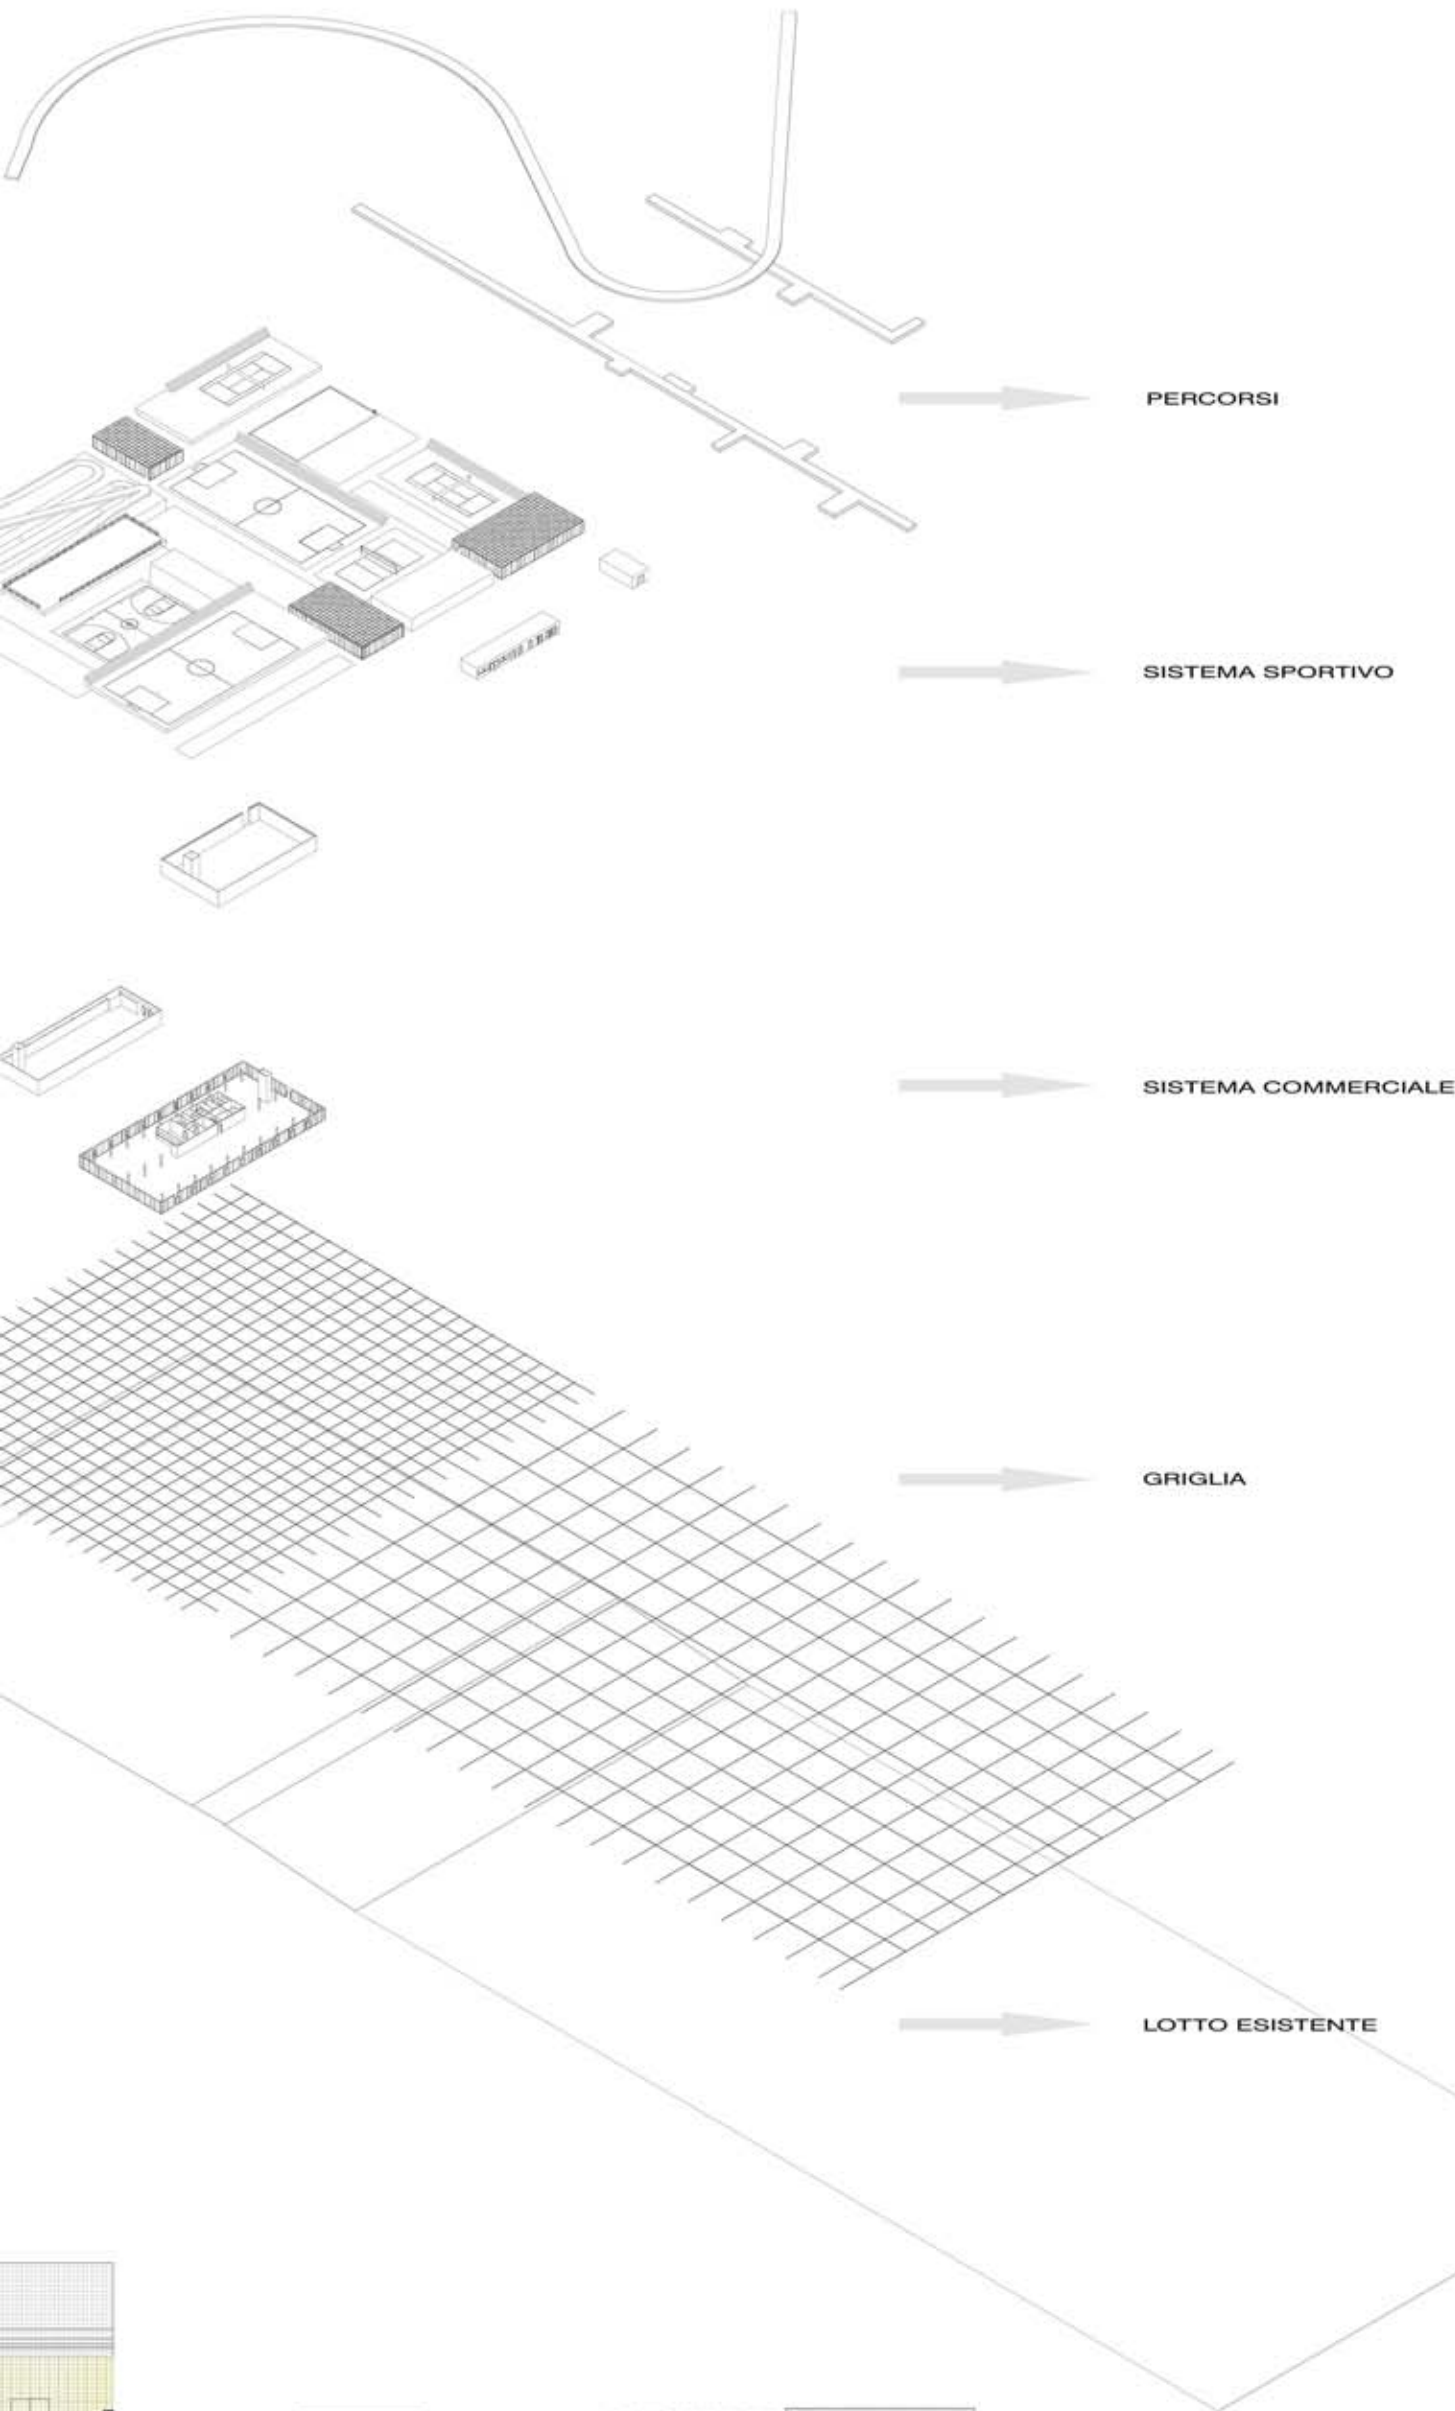 PERCORSI
SISTEMA SPORTIVO
SISTEMA COMMERCIALE
GRIGLIA
LOTTO ESISTENTE